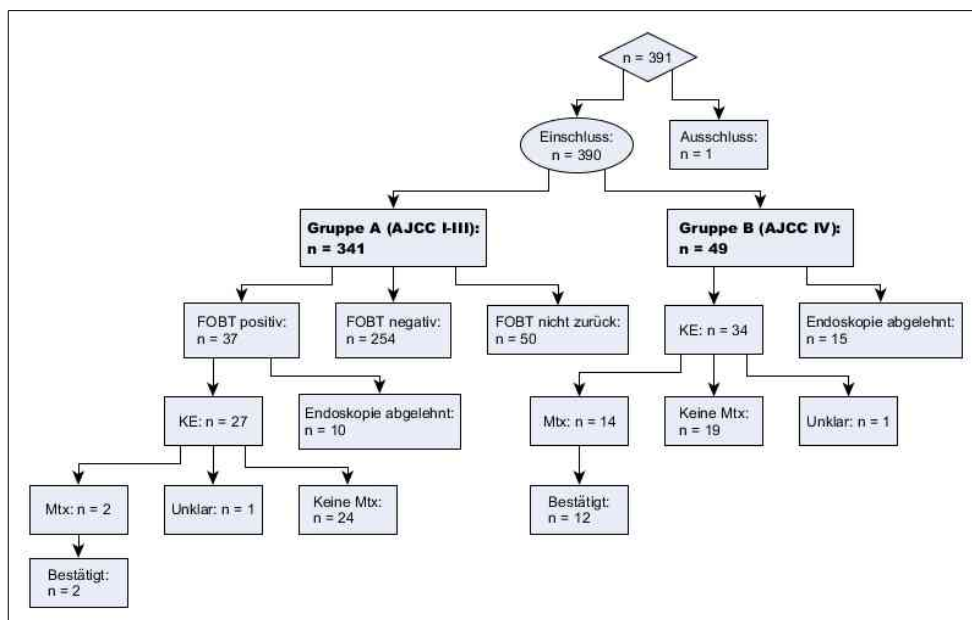 n = 391
Einschluss:
n = 390
Ausschluss:
n = 1
Gruppe A (AJCC I-III):
n = 341
Gruppe B (AJCC IV):
n = 49
FOBT positiv:
n = 37
FOBT negativ:
n = 254
FOBT nicht zurück:
n = 50
KE: n = 34
Endoskopie abgelehnt:
n = 15
KE: n = 27
Endoskopie abgelehnt:
n = 10
Mtx: n = 14
Keine Mtx:
n = 19
Unklar: n = 1
Mtx: n = 2
Unklar: n = 1
Keine Mtx:
n = 24
Bestätigt:
n = 12
Bestätigt:
n = 2